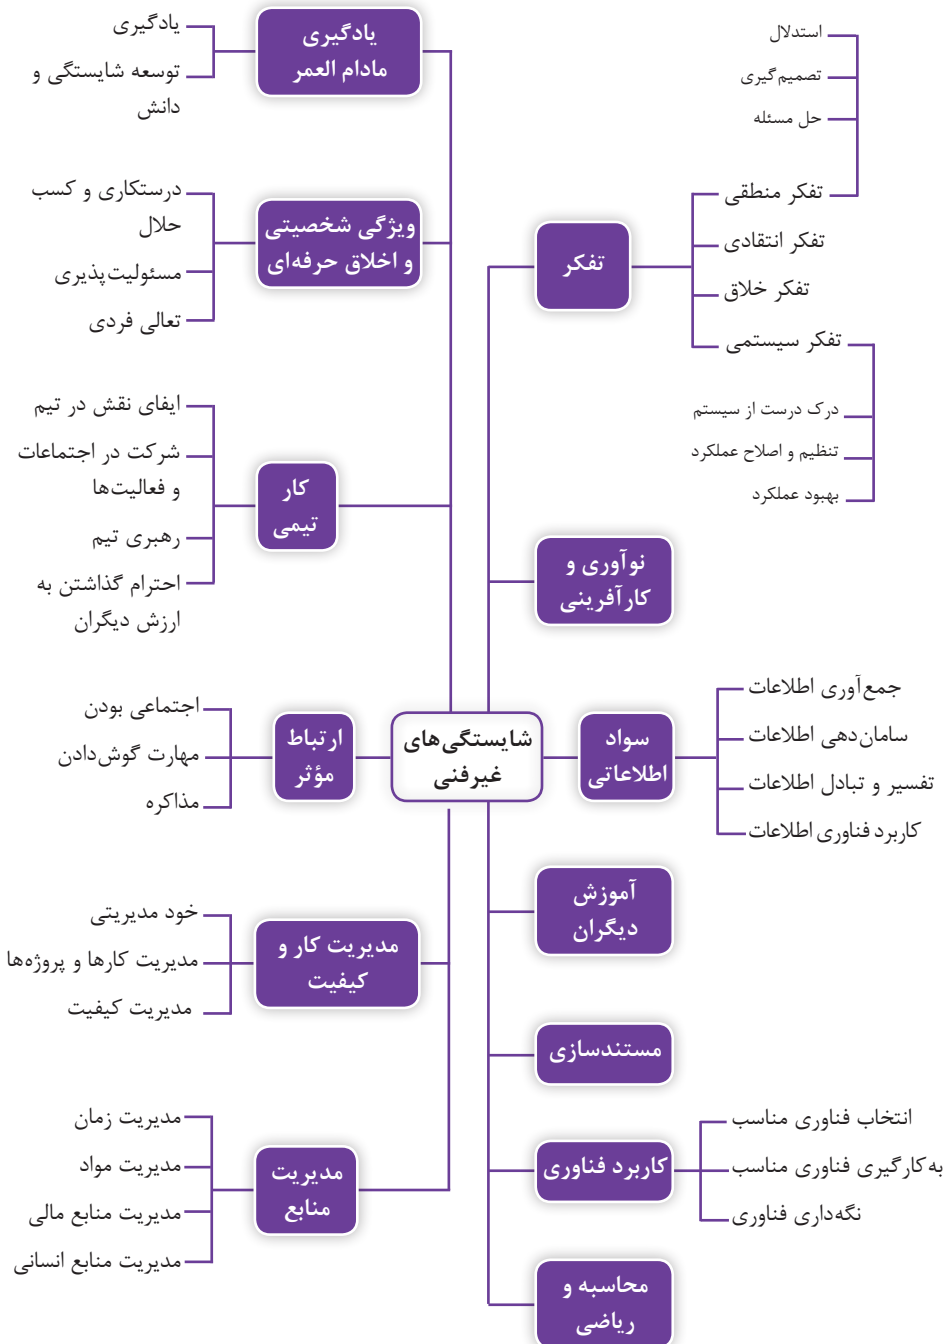 شایستگی‌های
غیرفنی
تفکر
تفکر منطقی
استدلال
تصمیم‌گیری
حل مسئله
تفکر انتقادی
تفکر خلاق
تفکر سیستمی
درک درست از سیستم
تنظیم و اصلاح عملکرد
بهبود عملکرد
نوآوری و
کارآفرینی
سواد
اطلاعاتی
جمع‌آوری اطلاعات
سامان‌دهی اطلاعات
تفسیر و تبادل اطلاعات
کاربرد فناوری اطلاعات
آموزش
دیگران
مستندسازی
کاربرد فناوری
انتخاب فناوری مناسب
به‌کارگیری فناوری مناسب
نگه‌داری فناوری
محاسبه و
ریاضی
یادگیری
مادام العمر
یادگیری
توسعه شایستگی و
دانش
ویژگی شخصیتی
و اخلاق حرفه‌ای
درستکاری و کسب
حلال
مسئولیت‌پذیری
تعالی فردی
کار
تیمی
ایفای نقش در تیم
شرکت در اجتماعات
و فعالیت‌ها
رهبری تیم
احترام گذاشتن به
ارزش دیگران
ارتباط
مؤثر
اجتماعی بودن
مهارت گوش‌دادن
مذاکره
مدیریت کار و
کیفیت
خود مدیریتی
مدیریت کارها و پروژه‌ها
مدیریت کیفیت
مدیریت
منابع
مدیریت زمان
مدیریت مواد
مدیریت منابع مالی
مدیریت منابع انسانی